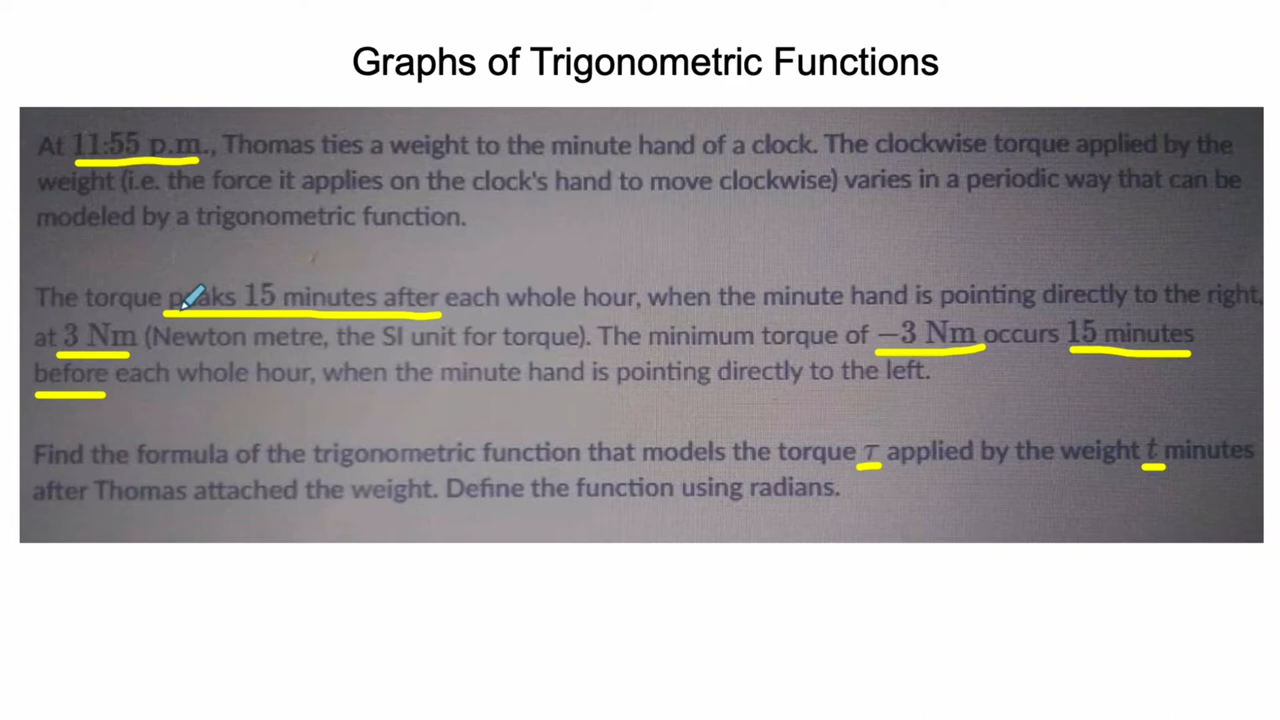 Graphs of Trigonometric Functions
At 11:55 p.m., Thomas ties a weight to the minute hand of a clock. The clockwise torque applied by the
weight (i.e. the force it applies on the clock's hand to move clockwise) varies in a periodic way that can be
modeled by a trigonometric function.
The torque peaks 15 minutes after each whole hour, when the minute hand is pointing directly to the right,
at 3 Nm (Newton metre, the SI unit for torque). The minimum torque of −3 Nm occurs 15 minutes
before each whole hour, when the minute hand is pointing directly to the left.
Find the formula of the trigonometric function that models the torque τ applied by the weight t minutes
after Thomas attached the weight. Define the function using radians.